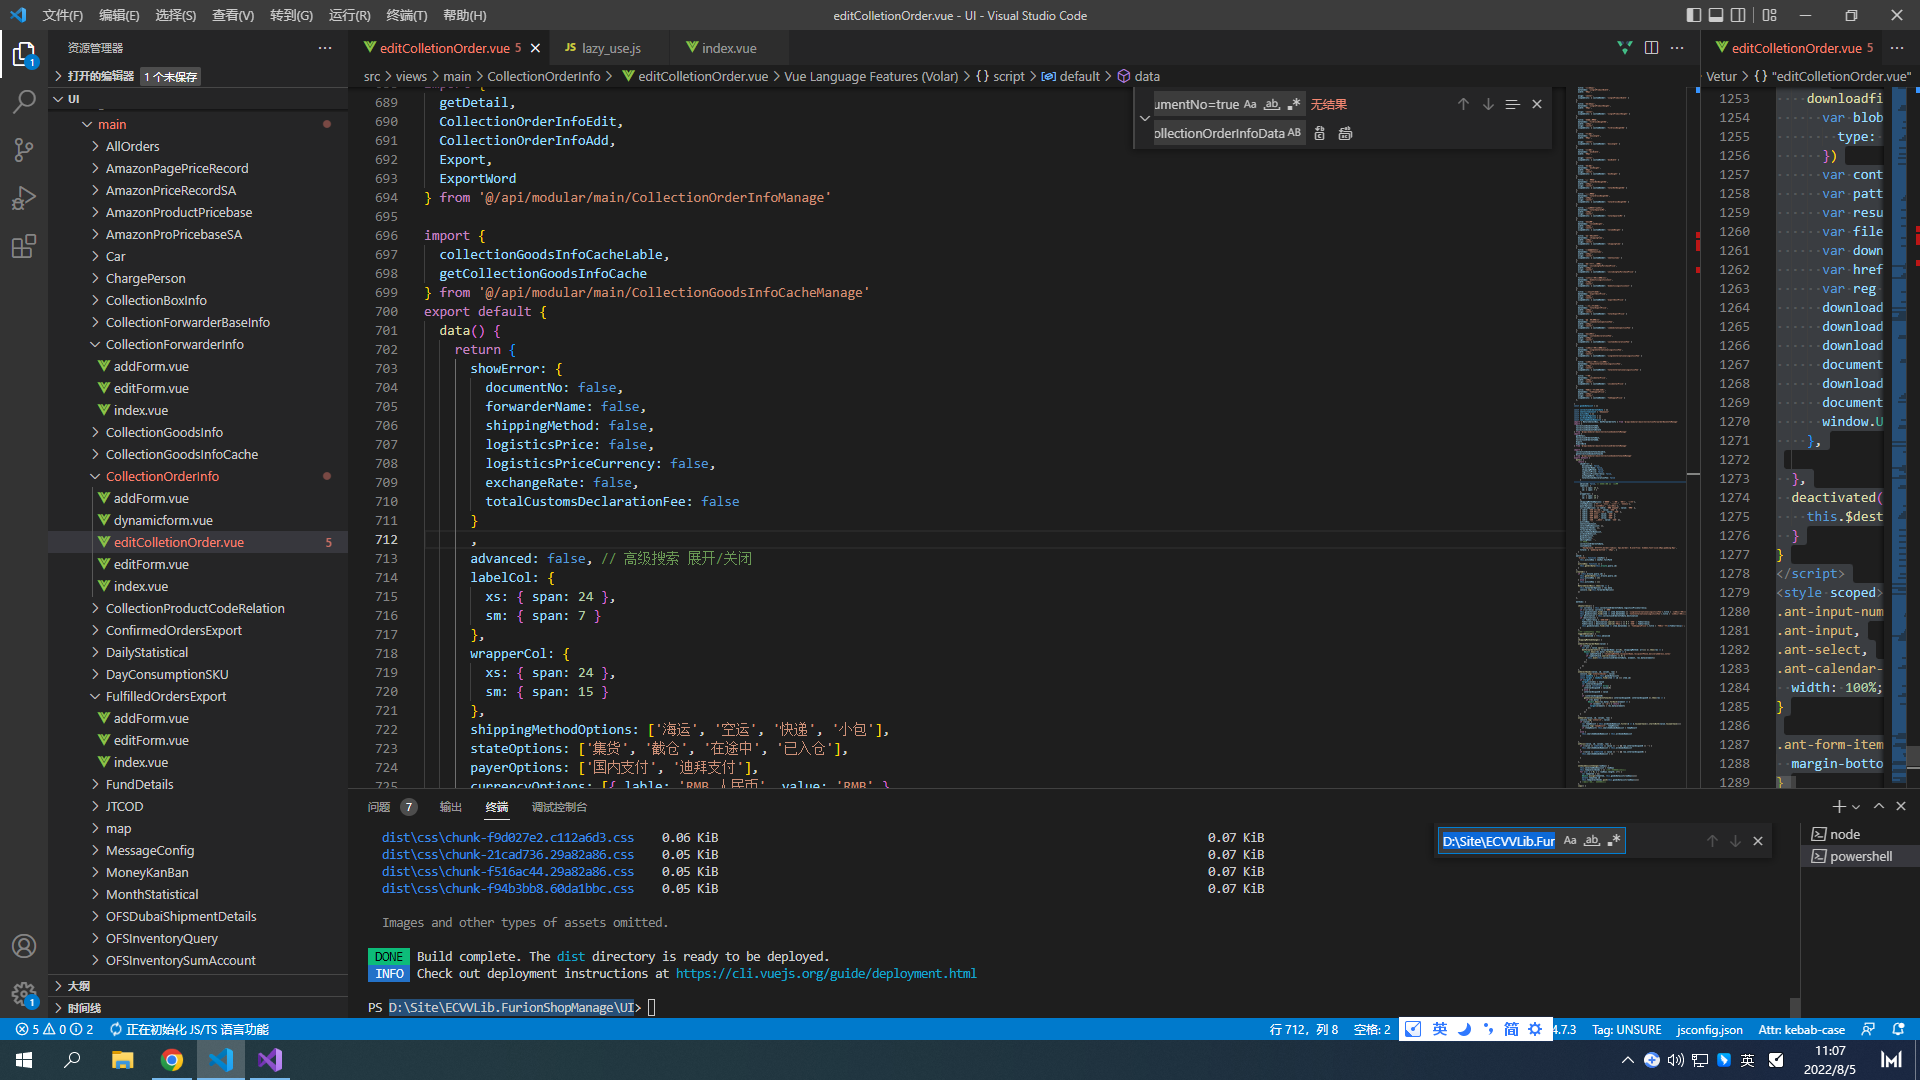 文件(F) 编辑(E) 选择(S) 查看(V) 转到(G) 运行(R) 终端(T) 帮助(H)
editColletionOrder.vue - UI - Visual Studio Code
资源管理器
打开的编辑器 1 个未保存
UI
main
AllOrders
AmazonPagePriceRecord
AmazonPriceRecordSA
AmazonProductPricebase
AmazonProPricebaseSA
Car
ChargePerson
CollectionBoxInfo
CollectionForwarderBaseInfo
CollectionForwarderInfo
addForm.vue
editForm.vue
index.vue
CollectionGoodsInfo
CollectionGoodsInfoCache
CollectionOrderInfo
addForm.vue
dynamicform.vue
editColletionOrder.vue 5
editForm.vue
index.vue
CollectionProductCodeRelation
ConfirmedOrdersExport
DailyStatistical
DayConsumptionSKU
FulfilledOrdersExport
addForm.vue
editForm.vue
index.vue
FundDetails
JTCOD
map
MessageConfig
MoneyKanBan
MonthStatistical
OFSDubaiShipmentDetails
OFSInventoryQuery
OFSInventorySumAccount
大纲
时间线
editColletionOrder.vue 5
JS lazy_use.js
index.vue
src > views > main > CollectionOrderInfo > editColletionOrder.vue > Vue Language Features (Volar) > {} script > default > data
umentNo=true Aa ab 无结果
ollectionOrderInfoData AB
689 getDetail,
690 CollectionOrderInfoEdit,
691 CollectionOrderInfoAdd,
692 Export,
693 ExportWord
694 } from '@/api/modular/main/CollectionOrderInfoManage'
695
696 import {
697 collectionGoodsInfoCacheLable,
698 getCollectionGoodsInfoCache
699 } from '@/api/modular/main/CollectionGoodsInfoCacheManage'
700 export default {
701 data() {
702 return {
703 showError: {
704 documentNo: false,
705 forwarderName: false,
706 shippingMethod: false,
707 logisticsPrice: false,
708 logisticsPriceCurrency: false,
709 exchangeRate: false,
710 totalCustomsDeclarationFee: false
711 }
712 ,
713 advanced: false, // 高级搜索 展开/关闭
714 labelCol: {
715 xs: { span: 24 },
716 sm: { span: 7 }
717 },
718 wrapperCol: {
719 xs: { span: 24 },
720 sm: { span: 15 }
721 },
722 shippingMethodOptions: ['海运', '空运', '快递', '小包'],
723 stateOptions: ['集货', '截仓', '在途中', '已入仓'],
724 payerOptions: ['国内支付', '迪拜支付'],
725 currencyOptions: [{ lable: 'RMB 人民币', value: 'RMB' },
editColletionOrder.vue 5
Vetur > {} "editColletionOrder.vue"
1253 downloadfi
1254 var blob
1255 type:
1256 })
1257 var cont
1258 var patt
1259 var resu
1260 var file
1261 var down
1262 var href
1263 var reg
1264 download
1265 download
1266 download
1267 document
1268 download
1269 document
1270 window.U
1271 },
1272
1273 },
1274 deactivated(
1275 this.$dest
1276 }
1277 }
1278 </script>
1279 <style scoped>
1280 .ant-input-num
1281 .ant-input,
1282 .ant-select,
1283 .ant-calendar-
1284 width: 100%;
1285 }
1286
1287 .ant-form-item
1288 margin-botto
1289 }
问题 7 输出 终端 调试控制台
dist\css\chunk-f9d027e2.c112a6d3.css 0.06 KiB 0.07 KiB
dist\css\chunk-21cad736.29a82a86.css 0.05 KiB 0.07 KiB
dist\css\chunk-f516ac44.29a82a86.css 0.05 KiB 0.07 KiB
dist\css\chunk-f94b3bb8.60da1bbc.css 0.05 KiB 0.07 KiB
Images and other types of assets omitted.
DONE Build complete. The dist directory is ready to be deployed.
INFO Check out deployment instructions at https://cli.vuejs.org/guide/deployment.html
PS D:\Site\ECVVLib.FurionShopManage\UI>
D:\Site\ECVVLib.Fur Aa ab
node
powershell
5 0 2 正在初始化 JS/TS 语言功能
行 712，列 8 空格: 2 英 简 4.7.3 Tag: UNSURE jsconfig.json Attr: kebab-case
英
11:07
2022/8/5